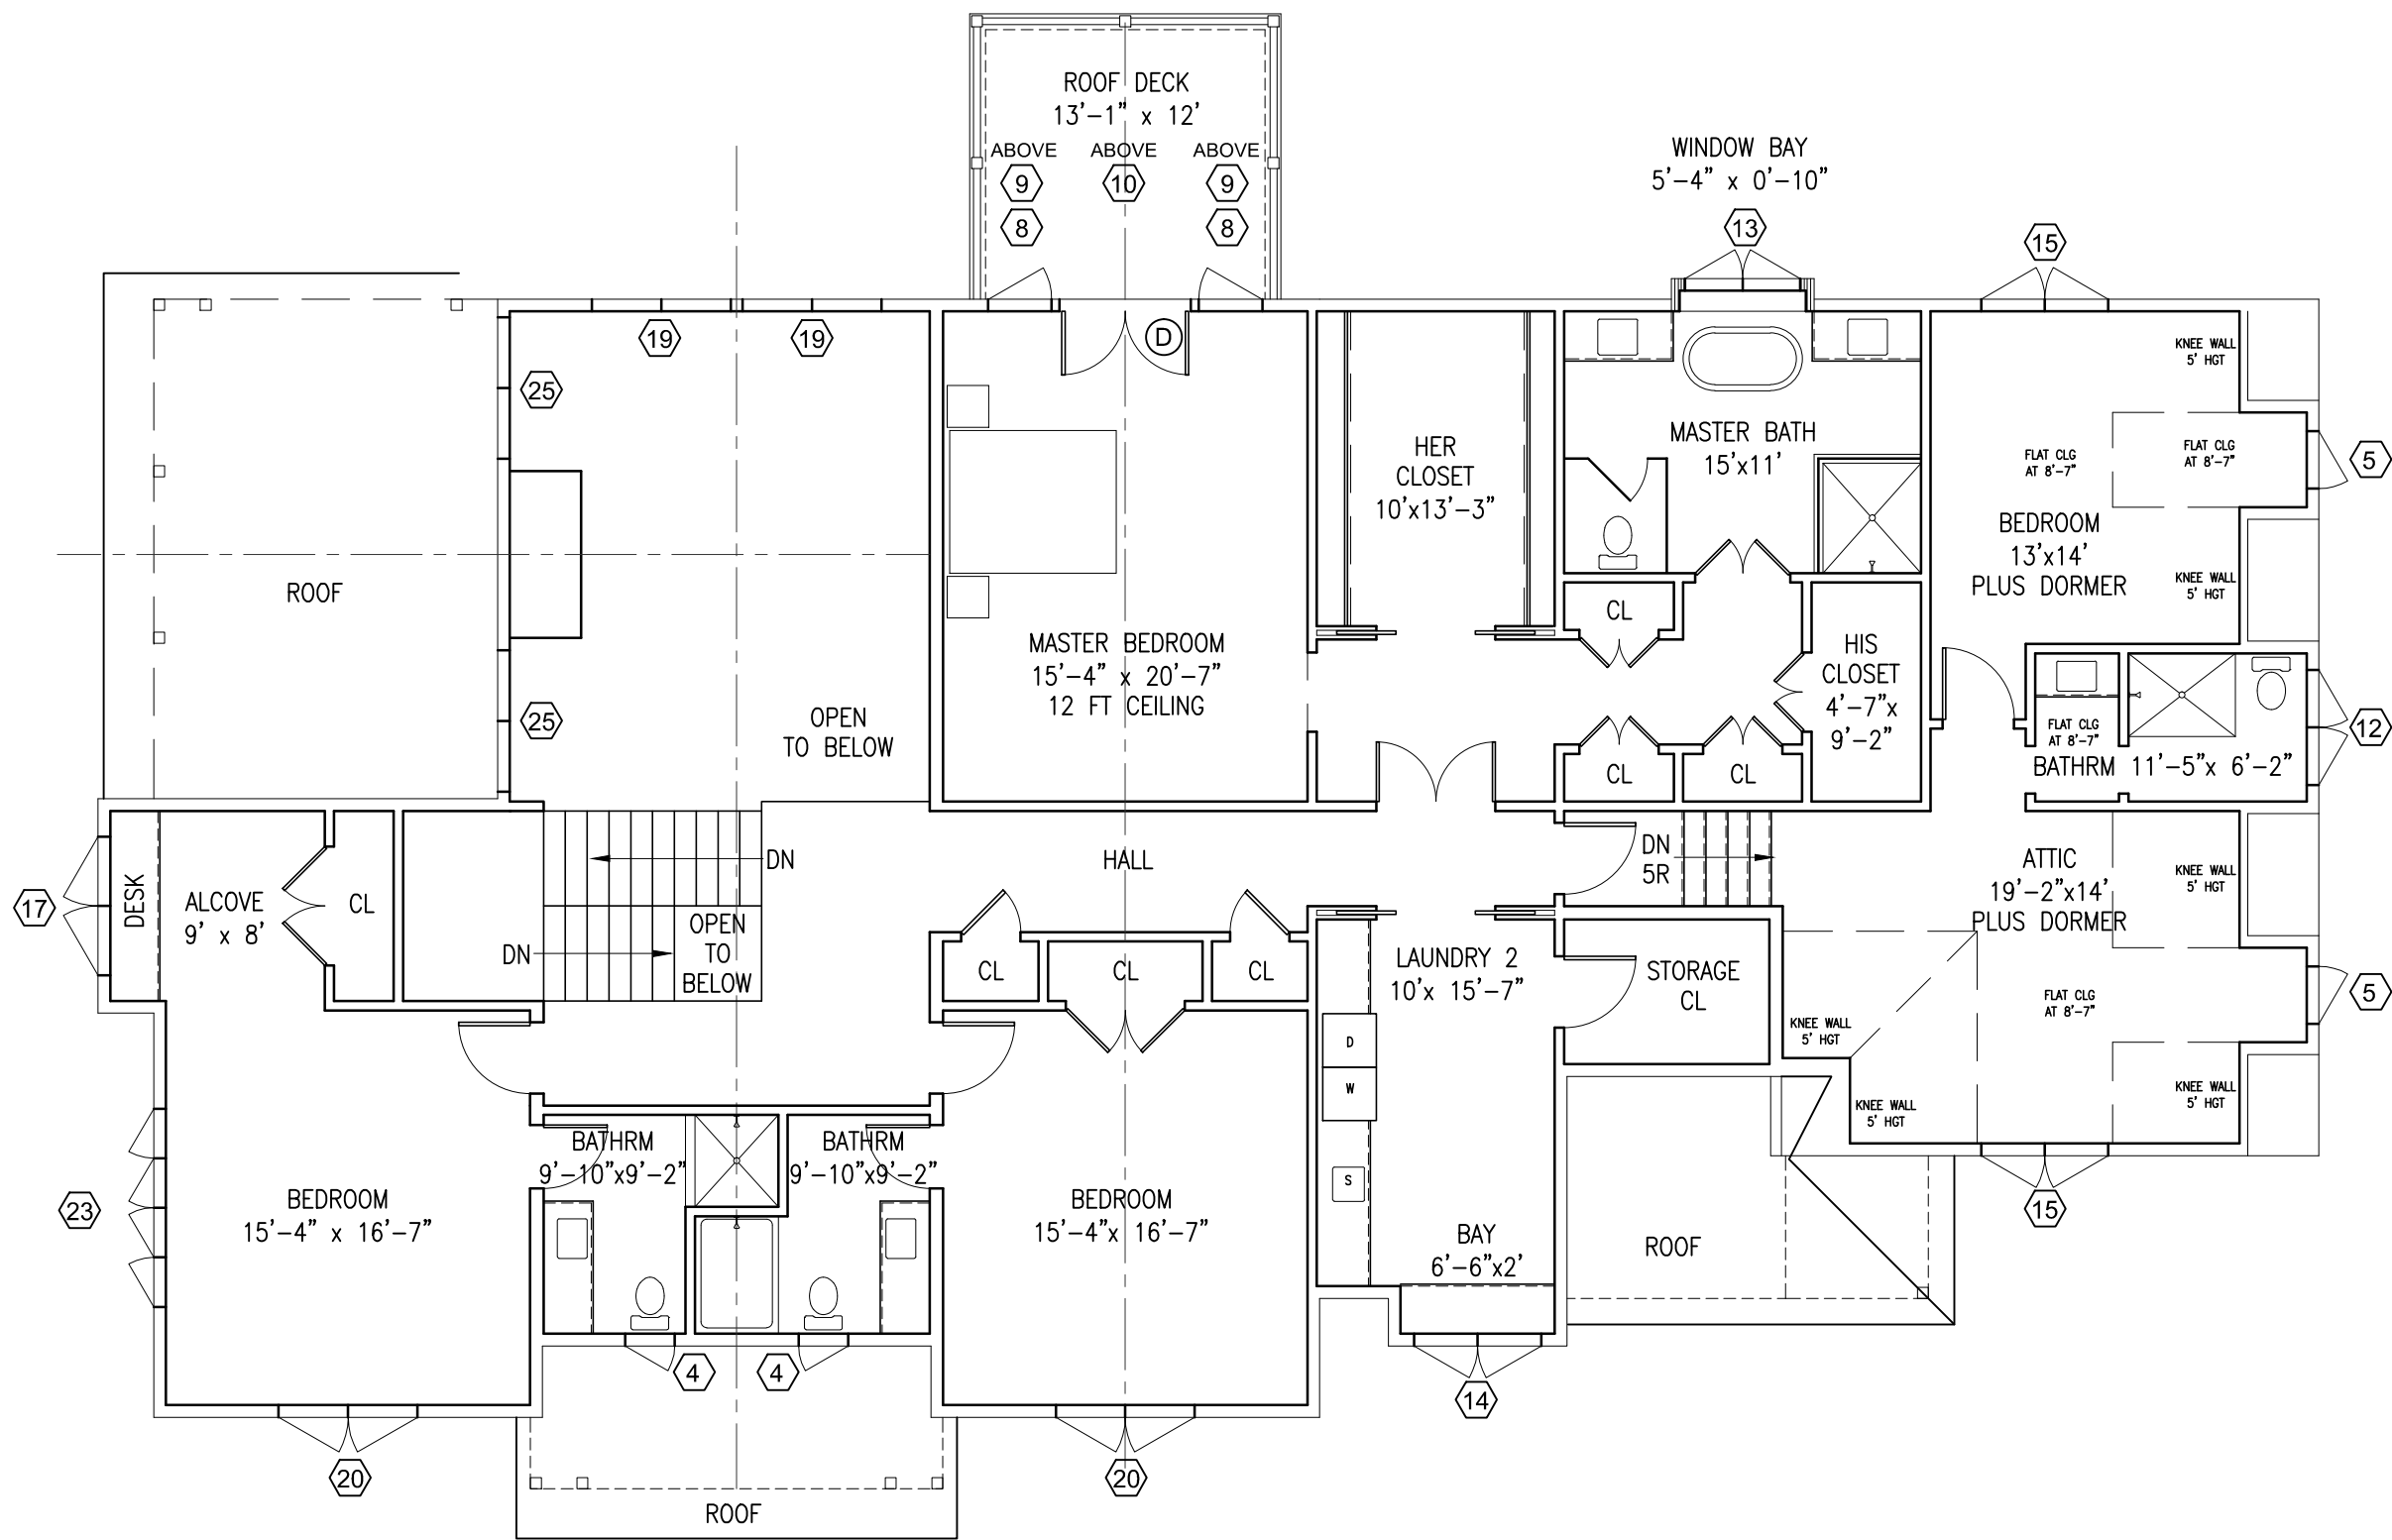 ROOF DECK
13'-1" x 12'
ABOVE ABOVE ABOVE
9 10 9
8 8
WINDOW BAY
5'-4" x 0'-10"
13
15
19 19
D
25
25
ROOF
OPEN
TO BELOW
MASTER BEDROOM
15'-4" x 20'-7"
12 FT CEILING
HER
CLOSET
10'x13'-3"
MASTER BATH
15'x11'
CL
HIS
CLOSET
4'-7"x
9'-2"
CL
CL
KNEE WALL
5' HGT
FLAT CLG
AT 8'-7"
FLAT CLG
AT 8'-7"
5
BEDROOM
13'x14'
PLUS DORMER
KNEE WALL
5' HGT
FLAT CLG
AT 8'-7"
BATHRM 11'-5"x 6'-2"
12
17
DESK
ALCOVE
9' x 8'
CL
DN
DN
OPEN
TO
BELOW
HALL
DN
5R
CL
CL
CL
LAUNDRY 2
10'x 15'-7"
STORAGE
CL
ATTIC
19'-2"x14'
PLUS DORMER
KNEE WALL
5' HGT
FLAT CLG
AT 8'-7"
5
KNEE WALL
5' HGT
KNEE WALL
5' HGT
KNEE WALL
5' HGT
D
W
S
23
BEDROOM
15'-4" x 16'-7"
BATHRM
9'-10"x9'-2"
BATHRM
9'-10"x9'-2"
BEDROOM
15'-4"x 16'-7"
BAY
6'-6"x2'
ROOF
15
4 4
14
20
20
ROOF